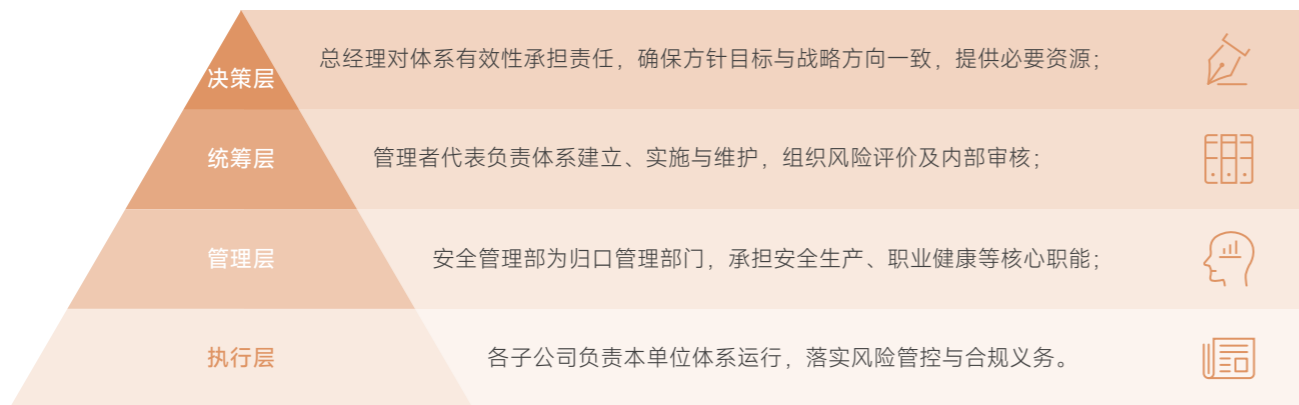 决策层
总经理对体系有效性承担责任，确保方针目标与战略方向一致，提供必要资源；
统筹层
管理者代表负责体系建立、实施与维护，组织风险评价及内部审核；
管理层
安全管理部为归口管理部门，承担安全生产、职业健康等核心职能；
执行层
各子公司负责本单位体系运行，落实风险管控与合规义务。